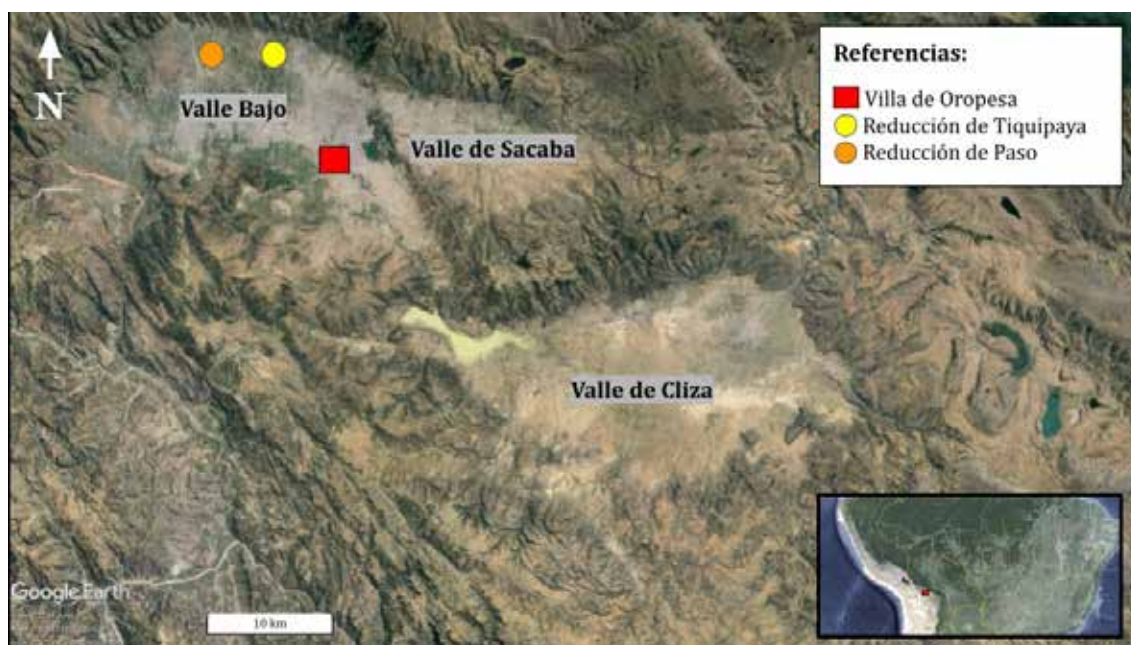 N
Valle Bajo
Valle de Sacaba
Valle de Cliza
Referencias:
Villa de Oropesa
Reducción de Tiquipaya
Reducción de Paso
Google Earth
10 km